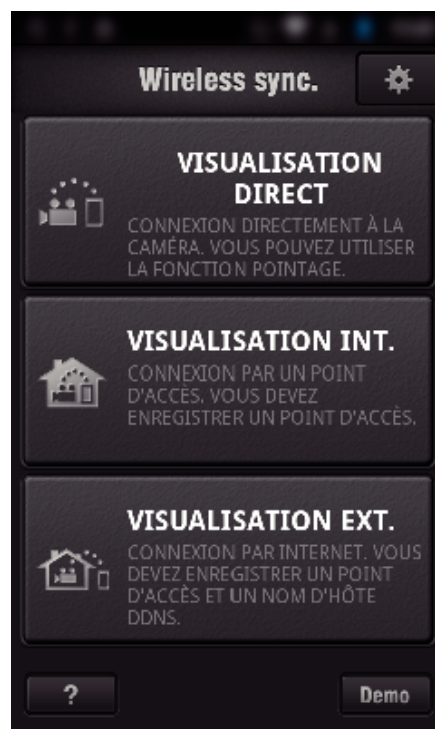 Wireless sync.
VISUALISATION
DIRECT
CONNEXION DIRECTEMENT À LA
CAMÉRA. VOUS POUVEZ UTILISER
LA FONCTION POINTAGE.
VISUALISATION INT.
CONNEXION PAR UN POINT
D'ACCÈS. VOUS DEVEZ
ENREGISTRER UN POINT D'ACCÈS.
VISUALISATION EXT.
CONNEXION PAR INTERNET. VOUS
DEVEZ ENREGISTRER UN POINT
D'ACCÈS ET UN NOM D'HÔTE
DDNS.
?
Demo